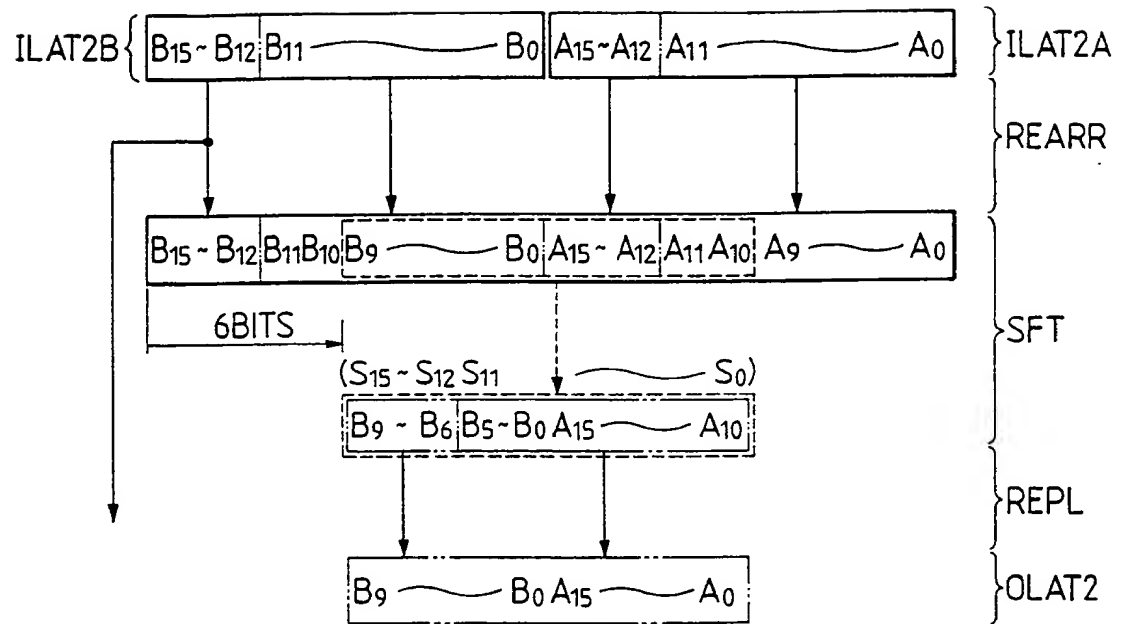 ILAT2B { B15~B12 B11 〜 B0 A15~A12 A11 〜 A0 } ILAT2A
} REARR
B15~B12 B11B10 B9 〜 B0 A15~A12 A11 A10 A9 〜 A0
6BITS
} SFT
(S15~S12 S11 〜 S0)
B9 ~ B6 B5~B0 A15 〜 A10
} REPL
B9 〜 B0 A15 〜 A0 } OLAT2